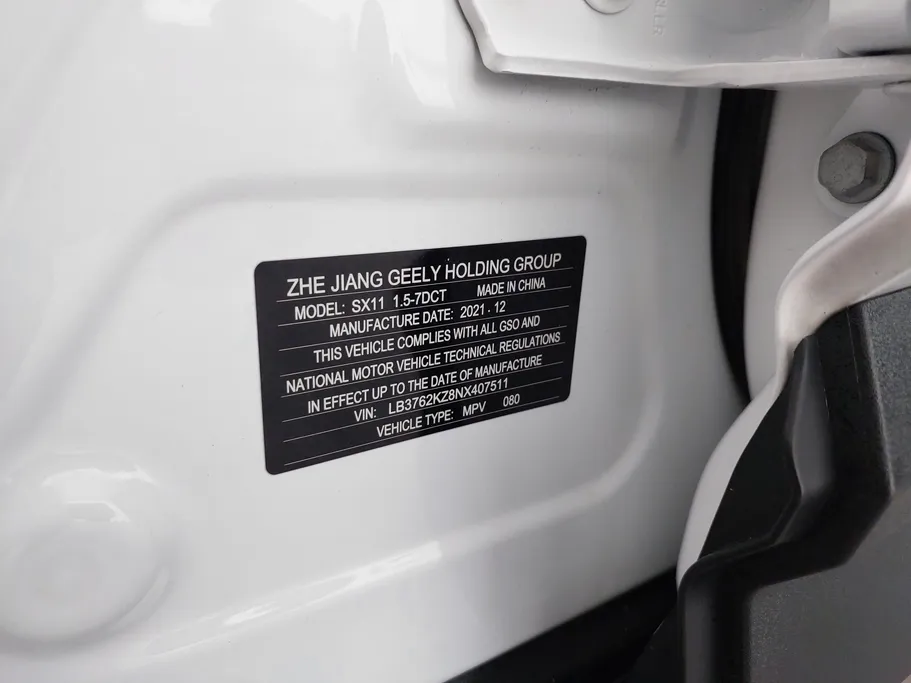 ZHE JIANG GEELY HOLDING GROUP
MODEL: SX11 1.5-7DCT MADE IN CHINA
MANUFACTURE DATE: 2021 . 12
THIS VEHICLE COMPLIES WITH ALL GSO AND
NATIONAL MOTOR VEHICLE TECHNICAL REGULATIONS
IN EFFECT UP TO THE DATE OF MANUFACTURE
VIN: LB3762KZ8NX407511
VEHICLE TYPE: MPV 080